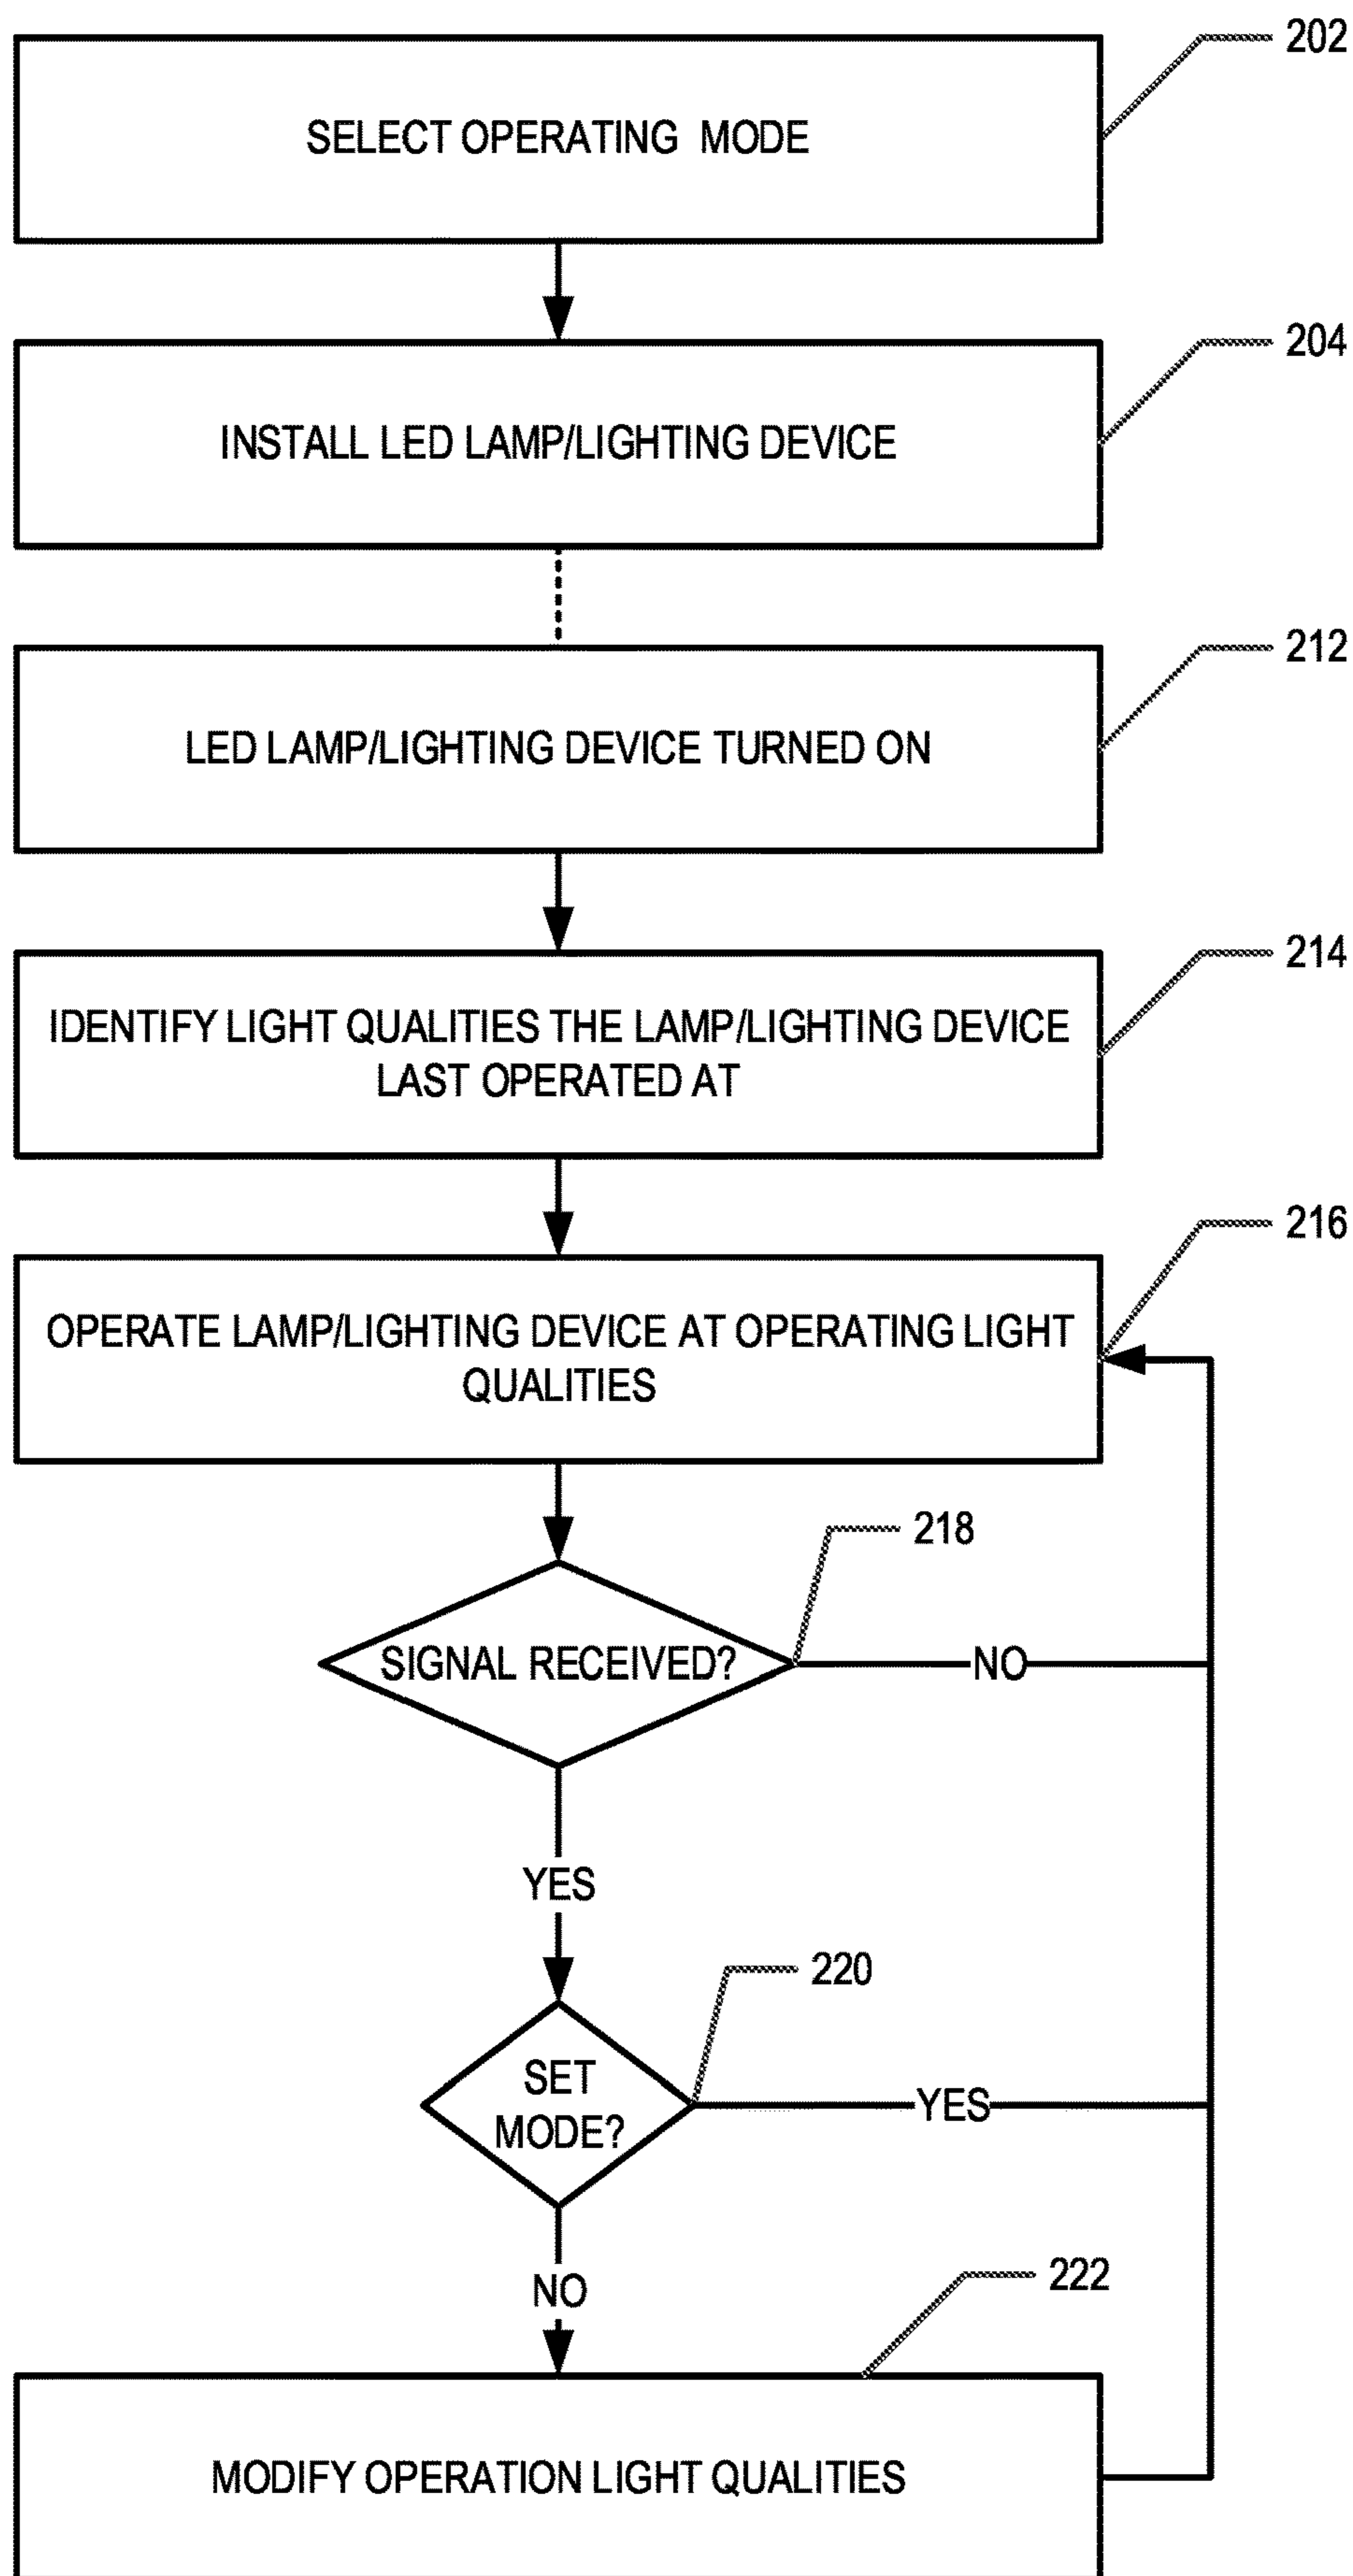 202
SELECT OPERATING MODE
204
INSTALL LED LAMP/LIGHTING DEVICE
212
LED LAMP/LIGHTING DEVICE TURNED ON
214
IDENTIFY LIGHT QUALITIES THE LAMP/LIGHTING DEVICE
LAST OPERATED AT
216
OPERATE LAMP/LIGHTING DEVICE AT OPERATING LIGHT
QUALITIES
218
SIGNAL RECEIVED?
NO
YES
220
SET
MODE?
YES
NO
222
MODIFY OPERATION LIGHT QUALITIES